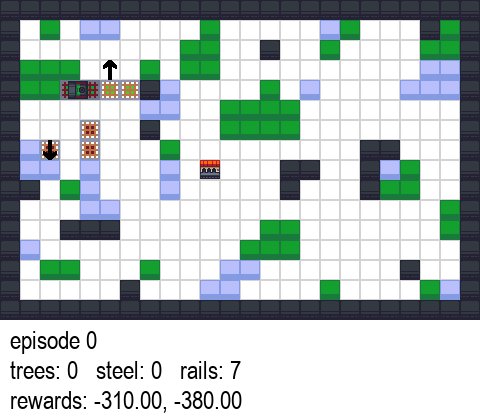 episode 0
trees: 0 steel: 0 rails: 7
rewards: -310.00, -380.00